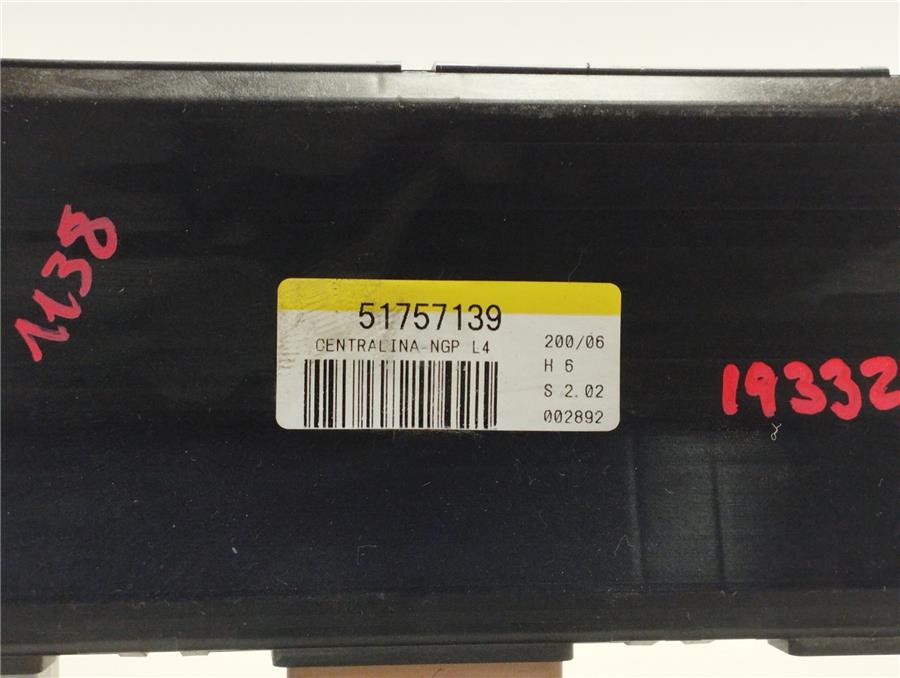 1138
51757139
CENTRALINA-NGP L4
200/06
H 6
S 2.02
002892
19332